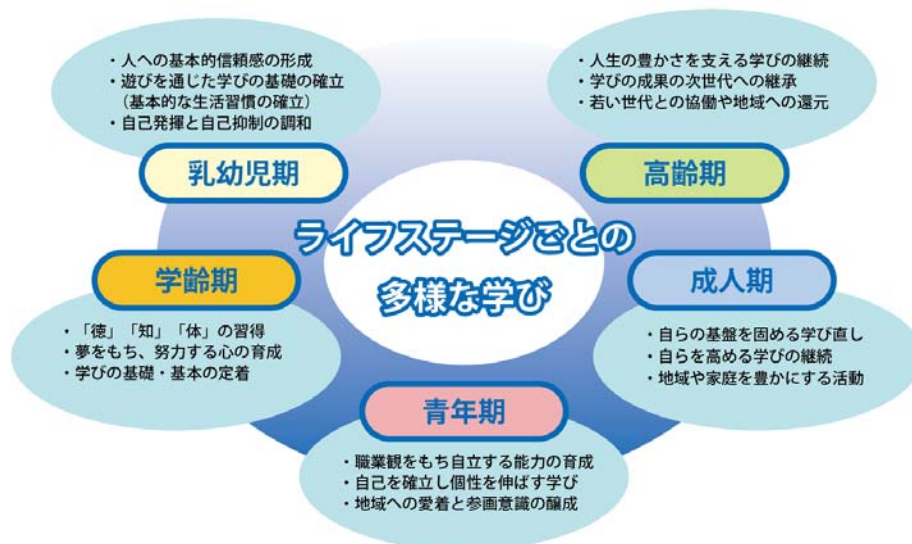 ・人への基本的信頼感の形成
・遊びを通じた学びの基礎の確立
（基本的な生活習慣の確立）
・自己発揮と自己抑制の調和
乳幼児期
・人生の豊かさを支える学びの継続
・学びの成果の次世代への継承
・若い世代との協働や地域への還元
高齢期
ライフステージごとの
多様な学び
学齢期
・「徳」「知」「体」の習得
・夢をもち、努力する心の育成
・学びの基礎・基本の定着
成人期
・自らの基盤を固める学び直し
・自らを高める学びの継続
・地域や家庭を豊かにする活動
青年期
・職業観をもち自立する能力の育成
・自己を確立し個性を伸ばす学び
・地域への愛着と参画意識の醸成